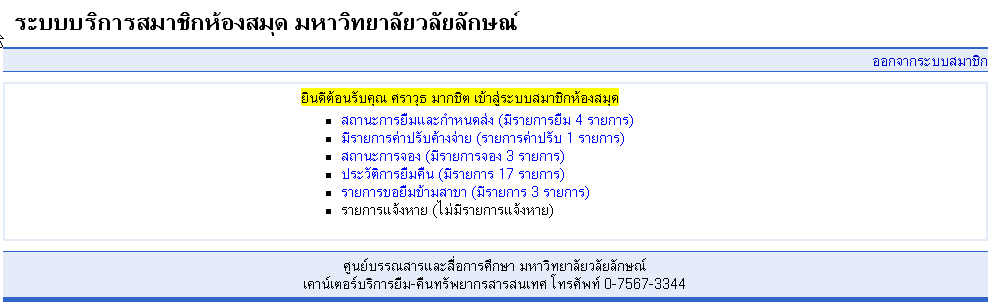 ระบบบริการสมาชิกห้องสมุด มหาวิทยาลัยวลัยลักษณ์
ออกจากระบบสมาชิก
ยินดีต้อนรับคุณ ศราวุธ มากชิต เข้าสู่ระบบสมาชิกห้องสมุด
สถานะการยืมและกำหนดส่ง (มีรายการยืม 4 รายการ)
มีรายการค่าปรับค้างจ่าย (รายการค่าปรับ 1 รายการ)
สถานะการจอง (มีรายการจอง 3 รายการ)
ประวัติการยืมคืน (มีรายการ 17 รายการ)
รายการขอยืมข้ามสาขา (มีรายการ 3 รายการ)
รายการแจ้งหาย (ไม่มีรายการแจ้งหาย)
ศูนย์บรรณสารและสื่อการศึกษา มหาวิทยาลัยวลัยลักษณ์
เคาน์เตอร์บริการยืม-คืนทรัพยากรสารสนเทศ โทรศัพท์ 0-7567-3344